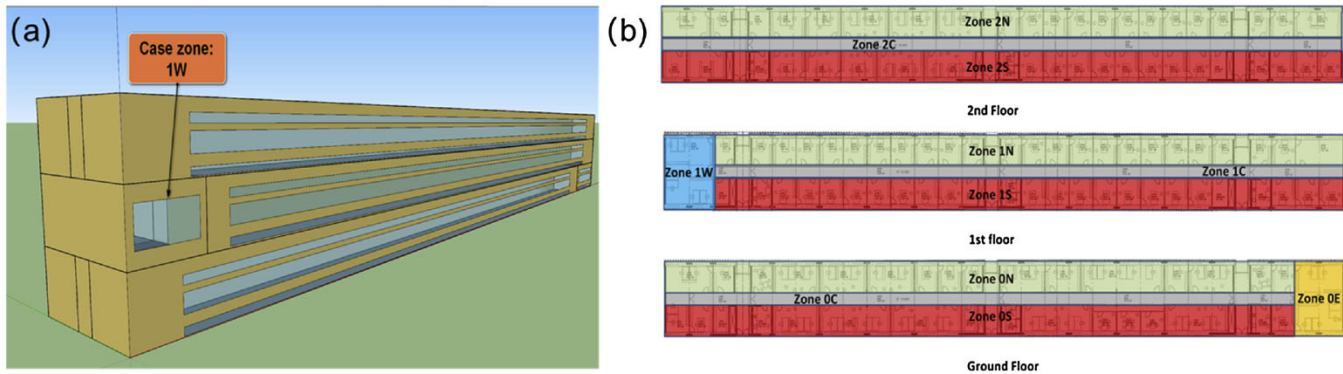 (a)
Case zone:
1W
(b)
Zone 2N
Zone 2C
Zone 2S
2nd Floor
Zone 1N
Zone 1W
Zone 1C
Zone 1S
1st floor
Zone 0N
Zone 0C
Zone 0E
Zone 0S
Ground Floor